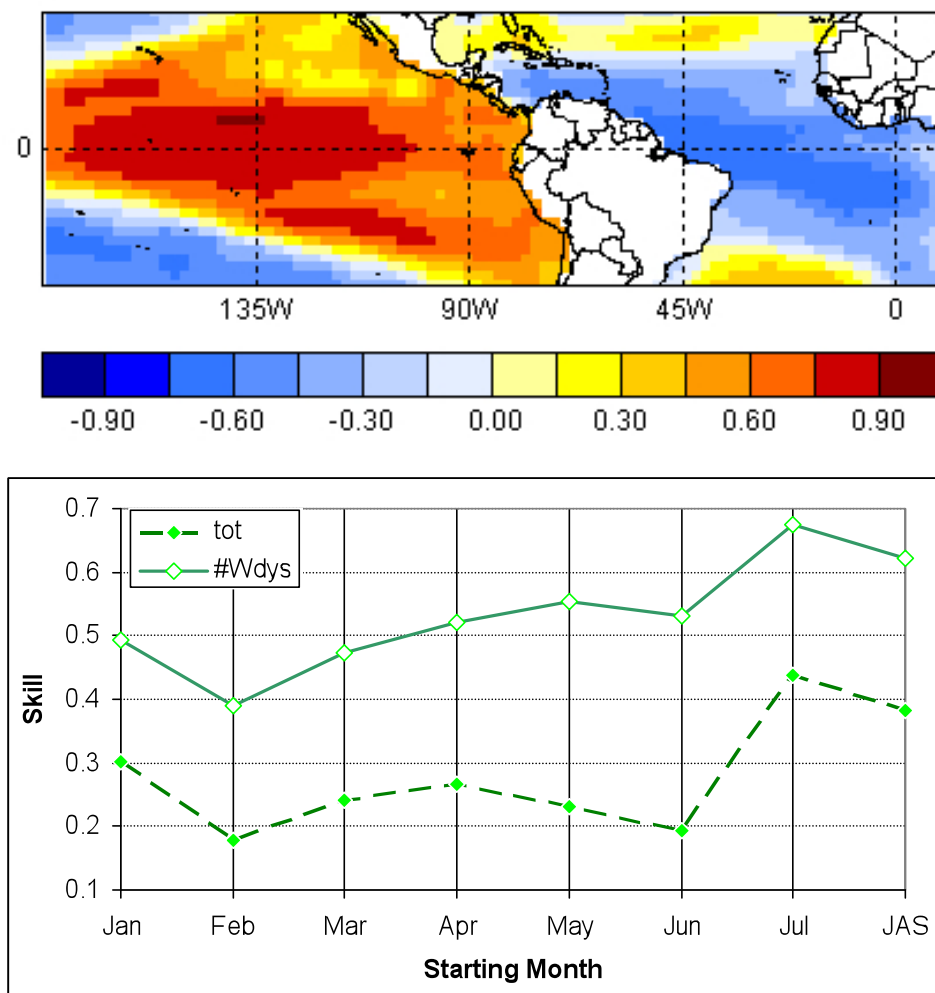 0
135W 90W 45W 0
-0.90 -0.60 -0.30 0.00 0.30 0.60 0.90
0.7
tot
#Wdys
0.6
0.5
0.4
Skill
0.3
0.2
0.1
Jan Feb Mar Apr May Jun Jul JAS
Starting Month